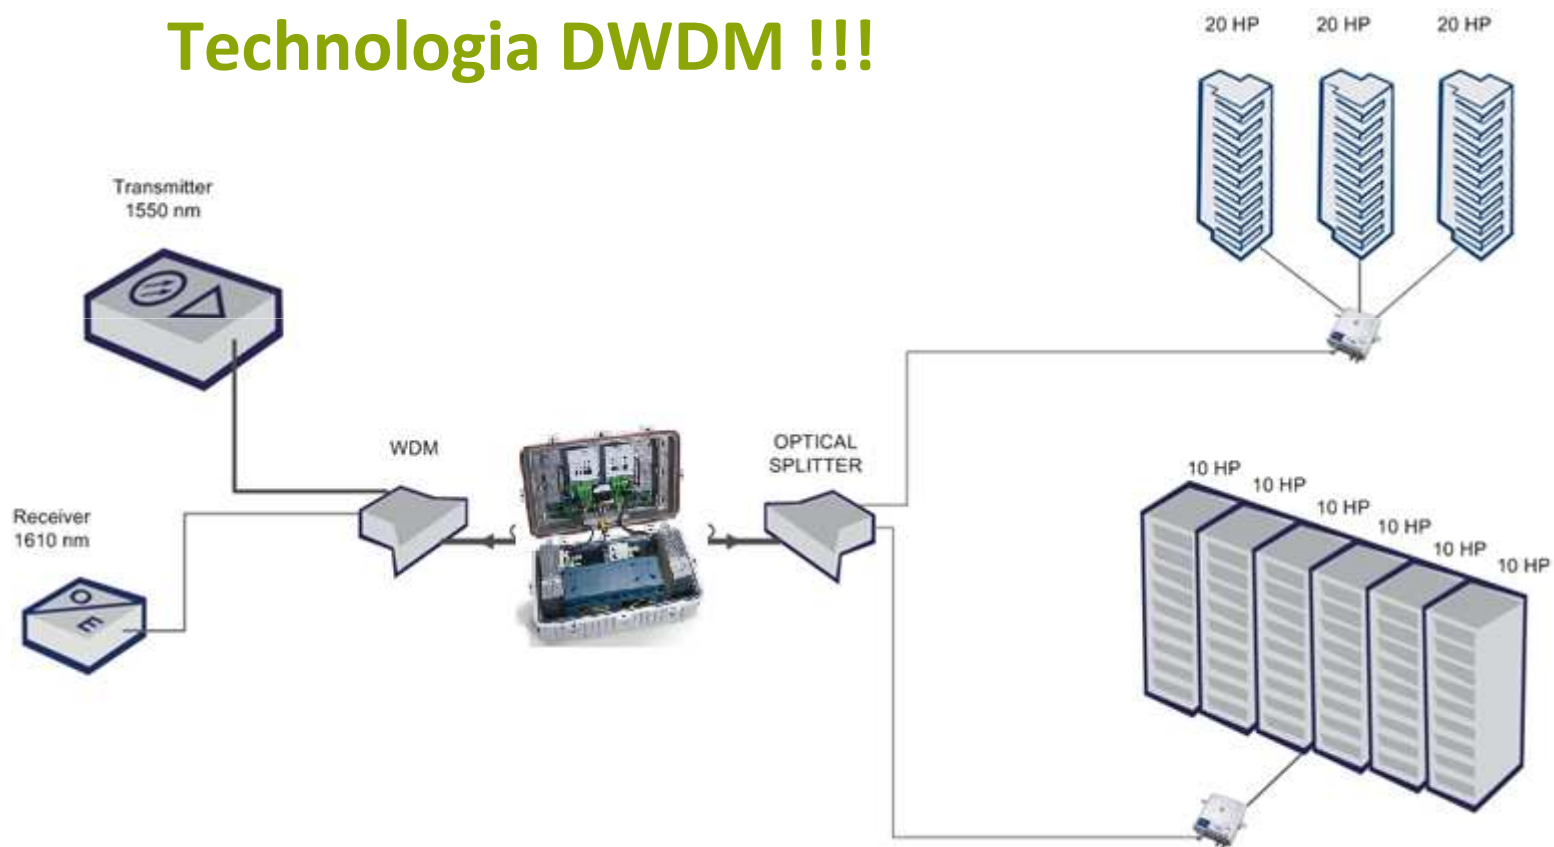 Technologia DWDM !!!
20 HP
20 HP
20 HP
Transmitter
1550 nm
WDM
OPTICAL
SPLITTER
Receiver
1610 nm
O
E
10 HP
10 HP
10 HP
10 HP
10 HP
10 HP